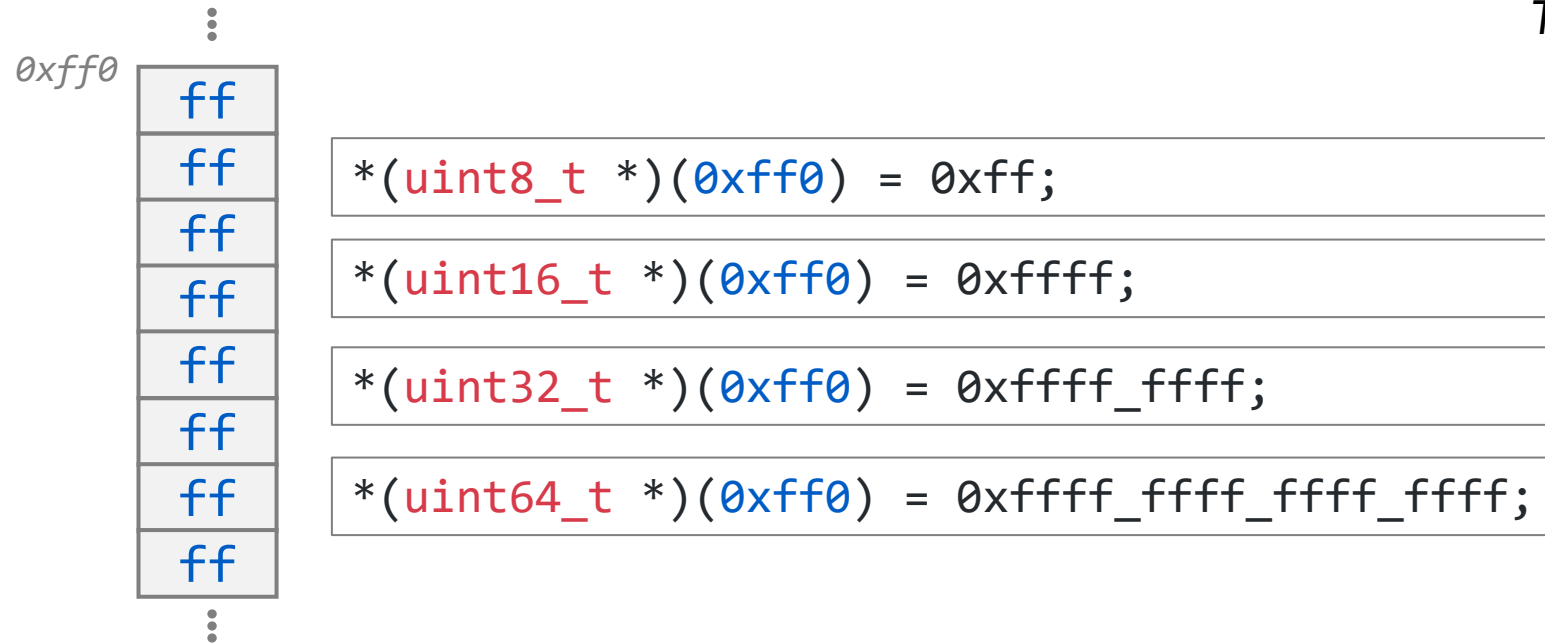 0xff0
ff
ff
ff
ff
ff
ff
ff
ff
*(uint8_t *)(0xff0) = 0xff;
*(uint16_t *)(0xff0) = 0xffff;
*(uint32_t *)(0xff0) = 0xffff_ffff;
*(uint64_t *)(0xff0) = 0xffff_ffff_ffff_ffff;